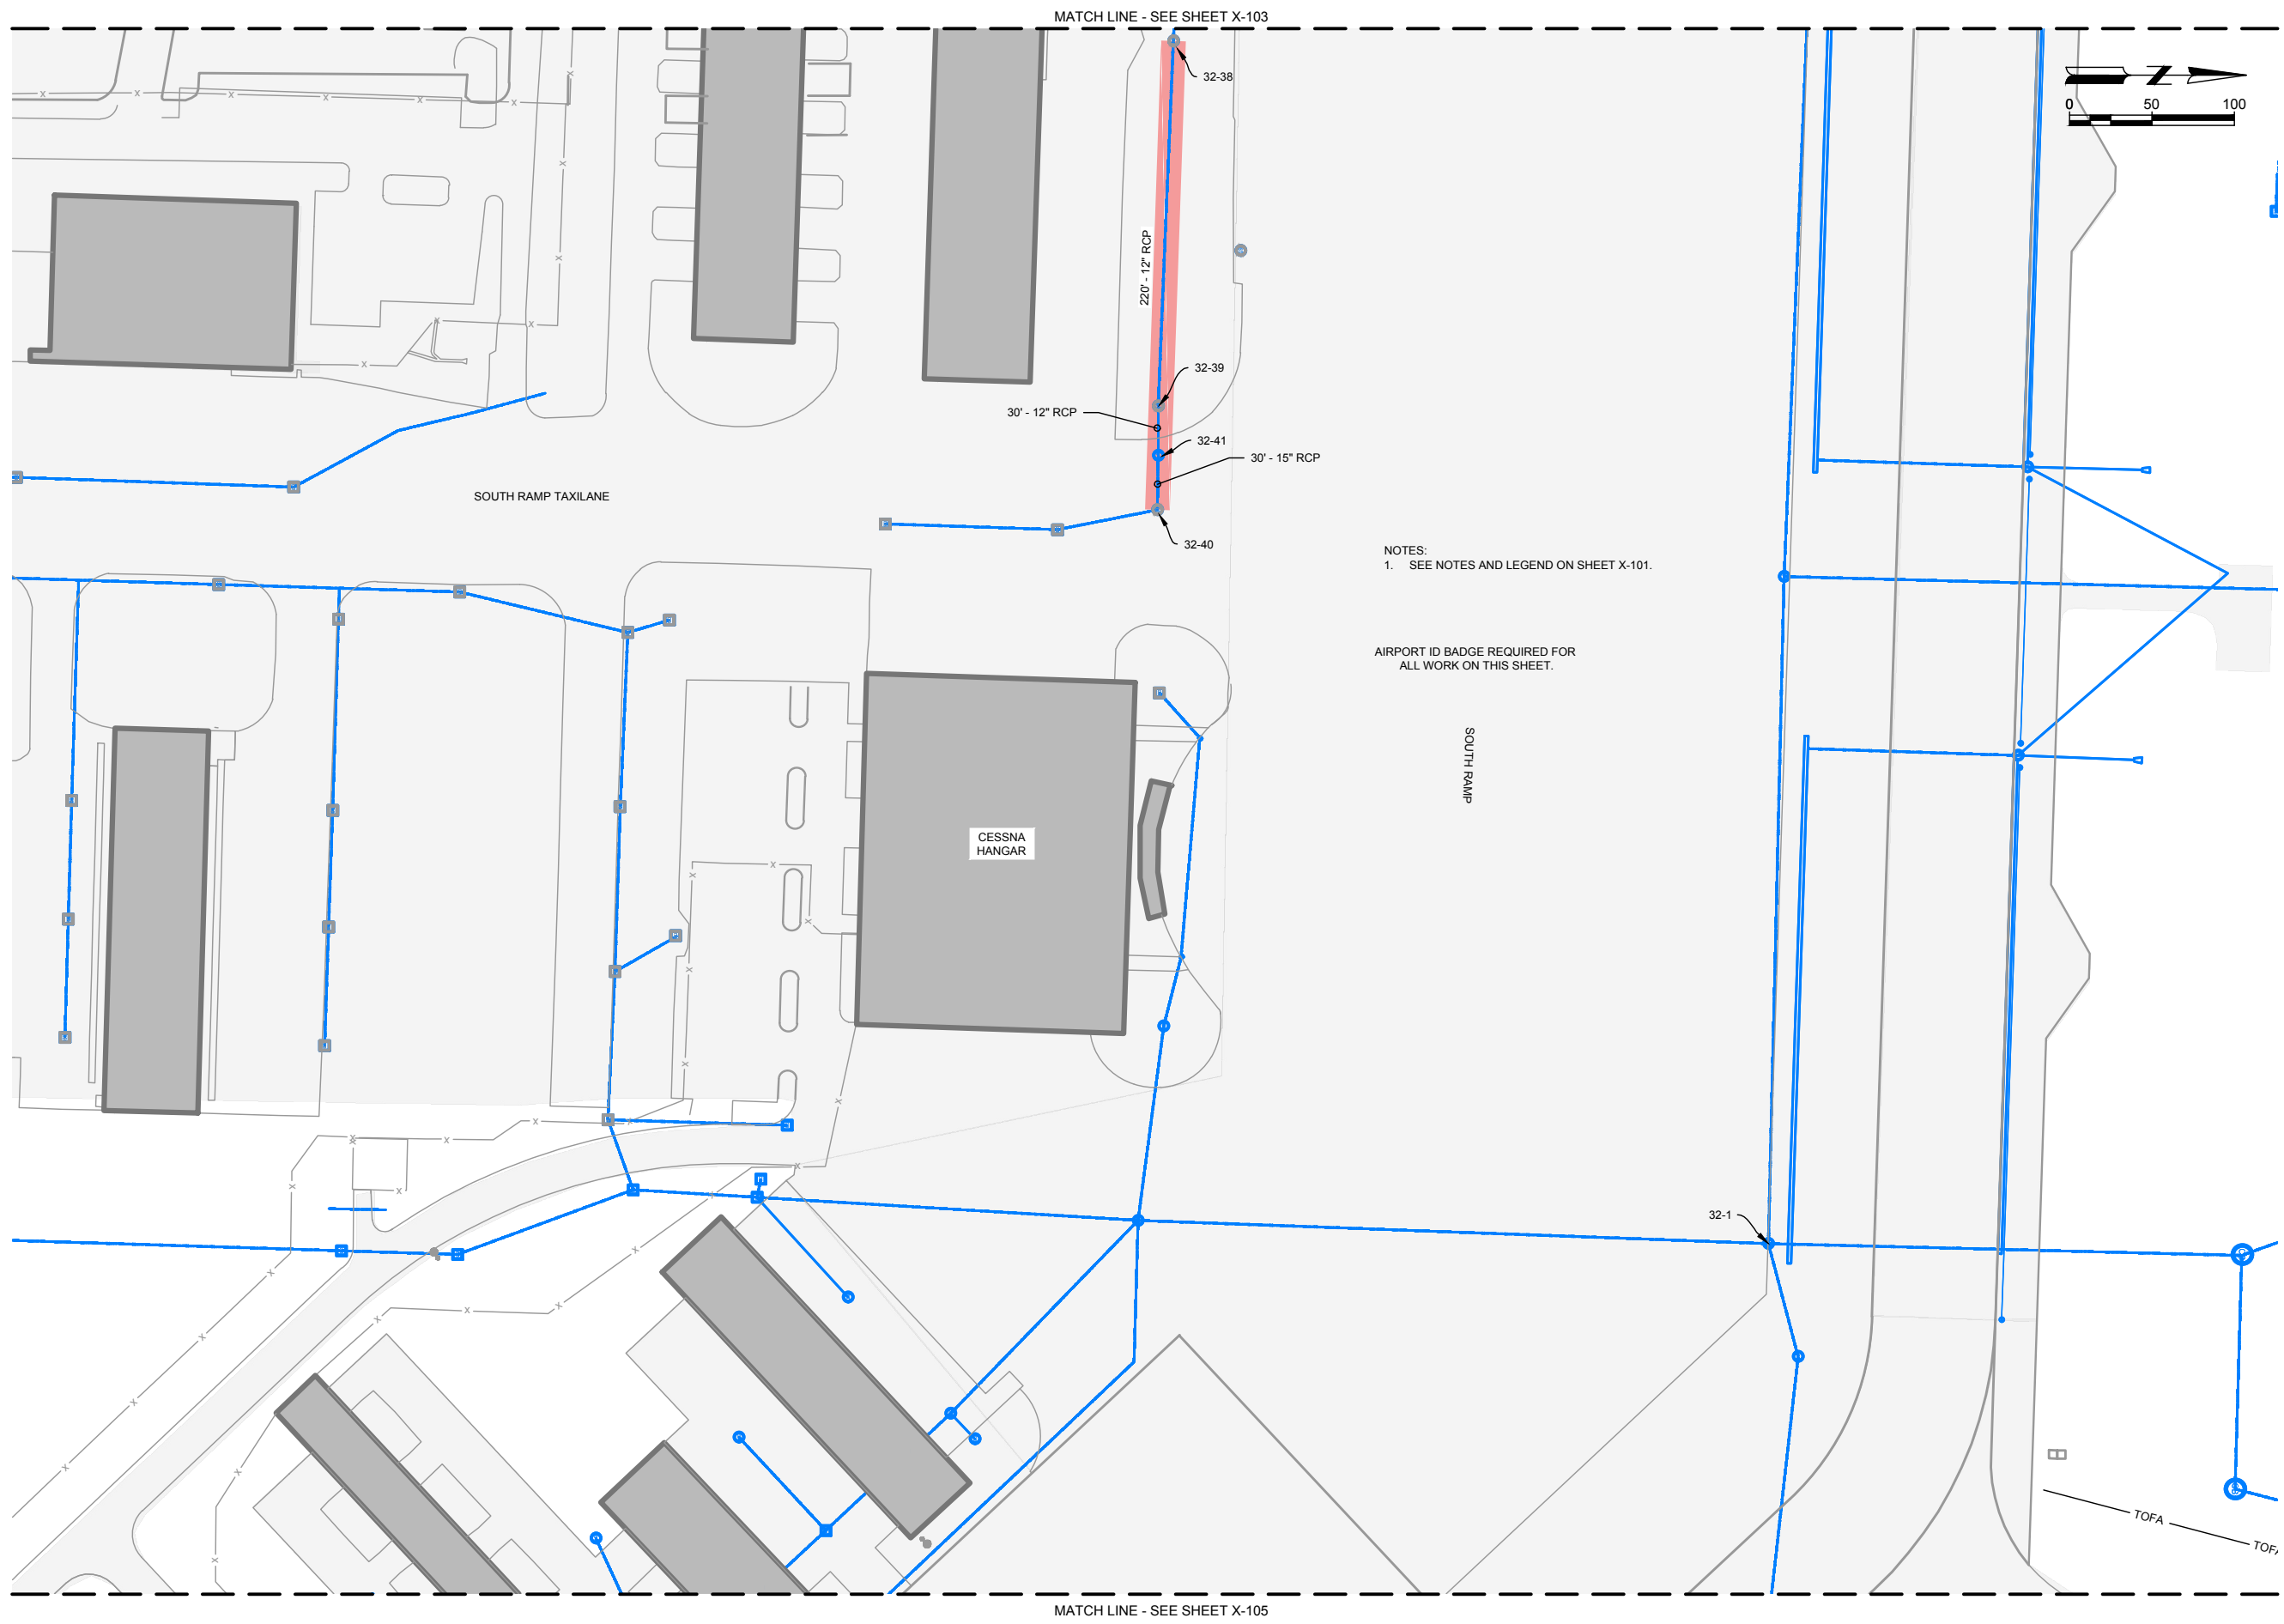 MATCH LINE - SEE SHEET X-103
32-38
N
0 50 100
220' - 12" RCP
32-39
30' - 12" RCP
32-41
30' - 15" RCP
SOUTH RAMP TAXILANE
32-40
NOTES:
1. SEE NOTES AND LEGEND ON SHEET X-101.
AIRPORT ID BADGE REQUIRED FOR
ALL WORK ON THIS SHEET.
SOUTH RAMP
CESSNA
HANGAR
32-1
TOFA
TOFA
MATCH LINE - SEE SHEET X-105